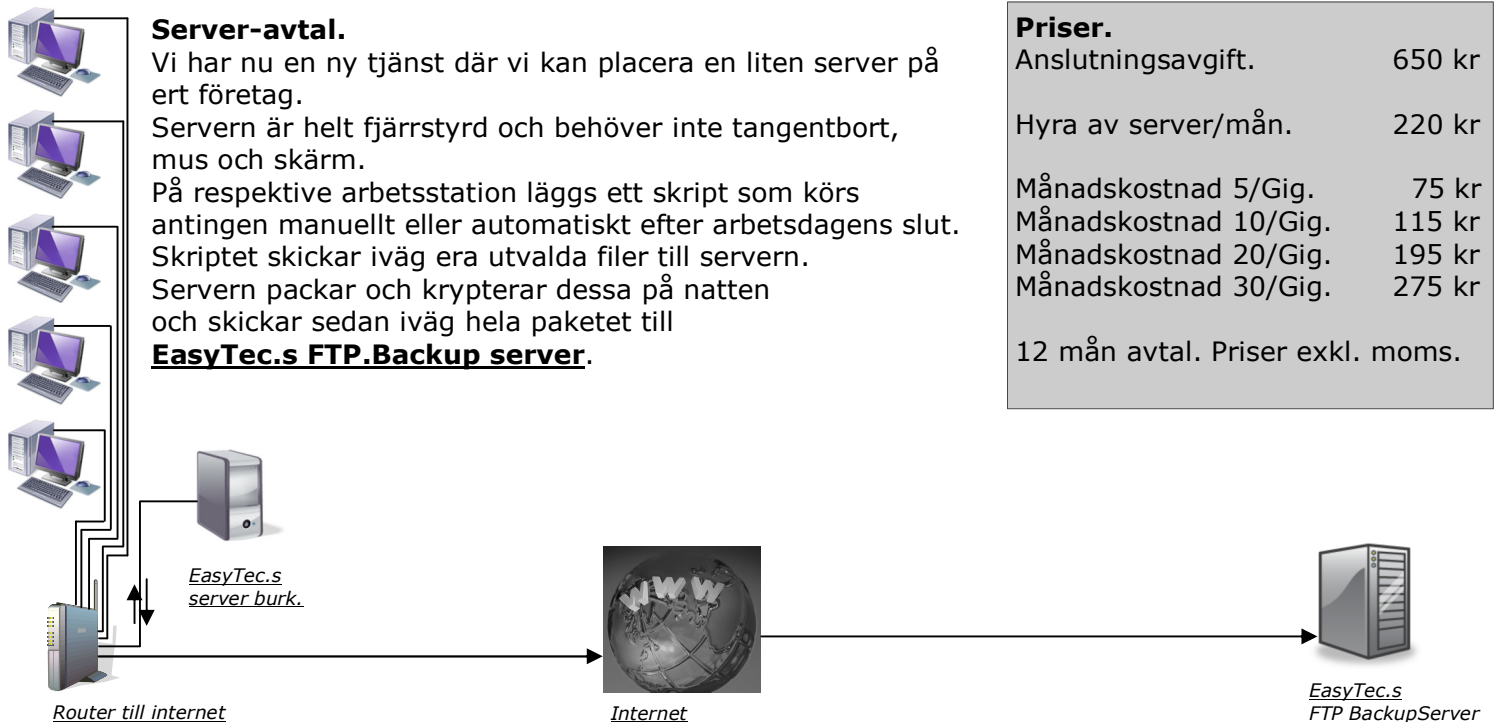 Server-avtal.
Vi har nu en ny tjänst där vi kan placera en liten server på
ert företag.
Servern är helt fjärrstyrd och behöver inte tangentbort,
mus och skärm.
På respektive arbetsstation läggs ett skript som körs
antingen manuellt eller automatiskt efter arbetsdagens slut.
Skriptet skickar iväg era utvalda filer till servern.
Servern packar och krypterar dessa på natten
och skickar sedan iväg hela paketet till
EasyTec.s FTP.Backup server.
Priser.
Anslutningsavgift. 650 kr
Hyra av server/mån. 220 kr
Månadskostnad 5/Gig. 75 kr
Månadskostnad 10/Gig. 115 kr
Månadskostnad 20/Gig. 195 kr
Månadskostnad 30/Gig. 275 kr
12 mån avtal. Priser exkl. moms.
EasyTec.s
server burk.
WWW
Router till internet
Internet
EasyTec.s
FTP BackupServer